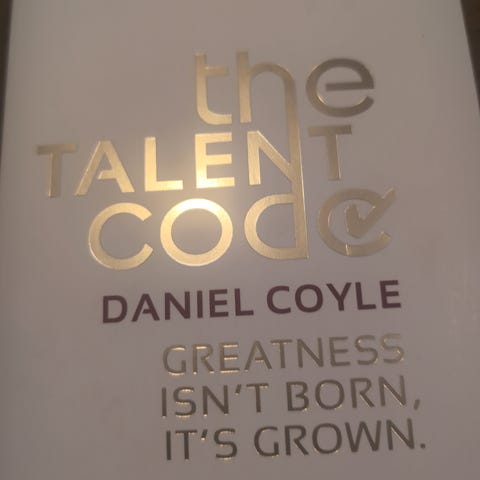 the
TALENT
code
DANIEL COYLE
GREATNESS
ISN'T BORN,
IT'S GROWN.